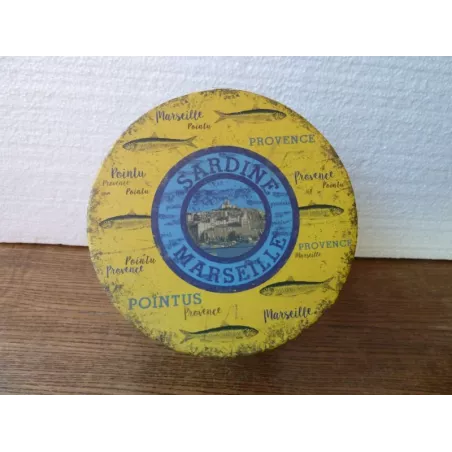 Marseille
Pointu
PROVENCE
Pointu
Provence
Pointu
Provence
Pointu
SARDINE
MARSEILLE
Pointu
Provence
PROVENCE
Marseille
POINTUS
Provence
Marseille